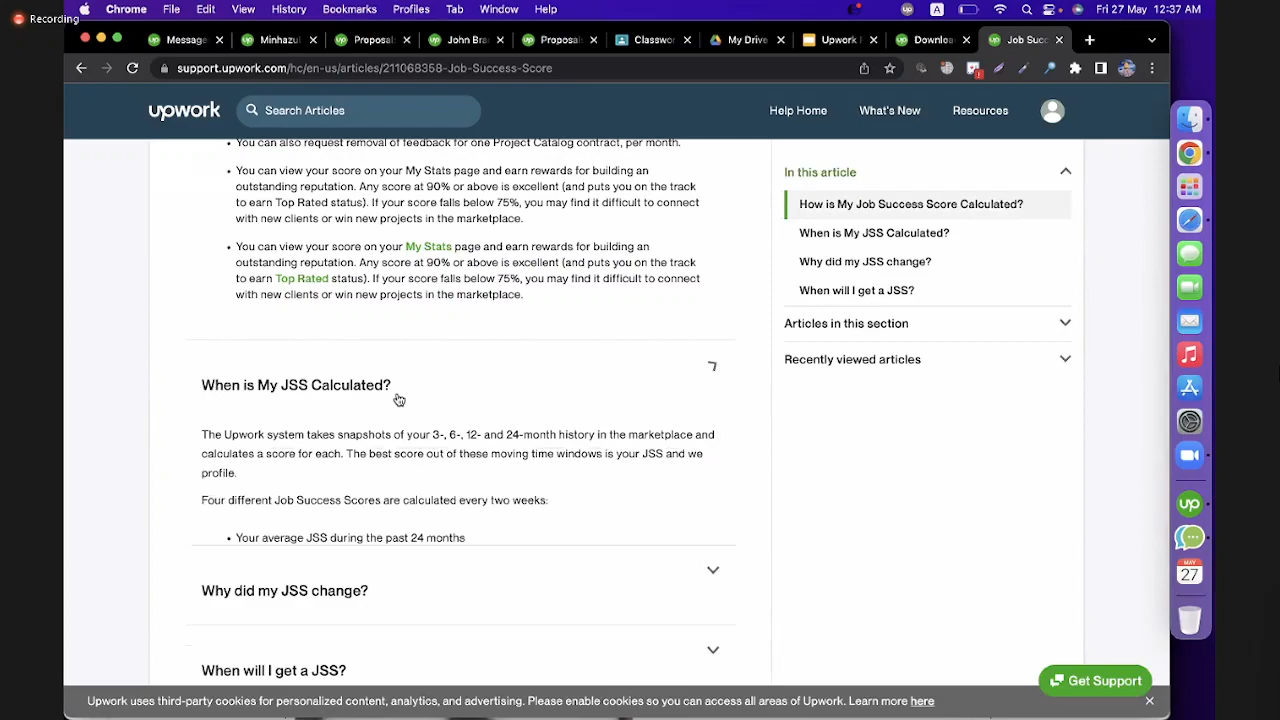 Recording
Chrome File Edit View History Bookmarks Profiles Tab Window Help
A Fri 27 May 12:37 AM
Message Minhazul Proposal John Bra Proposal Classwor My Drive Upwork Downloa Job Succ
support.upwork.com/hc/en-us/articles/211068358-Job-Success-Score
upwork Search Articles Help Home What's New Resources
• You can also request removal of feedback for one Project Catalog contract, per month.
• You can view your score on your My Stats page and earn rewards for building an
outstanding reputation. Any score at 90% or above is excellent (and puts you on the track
to earn Top Rated status). If your score falls below 75%, you may find it difficult to connect
with new clients or win new projects in the marketplace.
• You can view your score on your My Stats page and earn rewards for building an
outstanding reputation. Any score at 90% or above is excellent (and puts you on the track
to earn Top Rated status). If your score falls below 75%, you may find it difficult to connect
with new clients or win new projects in the marketplace.
When is My JSS Calculated?
The Upwork system takes snapshots of your 3-, 6-, 12- and 24-month history in the marketplace and
calculates a score for each. The best score out of these moving time windows is your JSS and we
profile.
Four different Job Success Scores are calculated every two weeks:
• Your average JSS during the past 24 months
Why did my JSS change?
When will I get a JSS?
In this article
How is My Job Success Score Calculated?
When is My JSS Calculated?
Why did my JSS change?
When will I get a JSS?
Articles in this section
Recently viewed articles
Get Support
Upwork uses third-party cookies for personalized content, analytics, and advertising. Please enable cookies so you can access all areas of Upwork. Learn more here
up
MAY
27